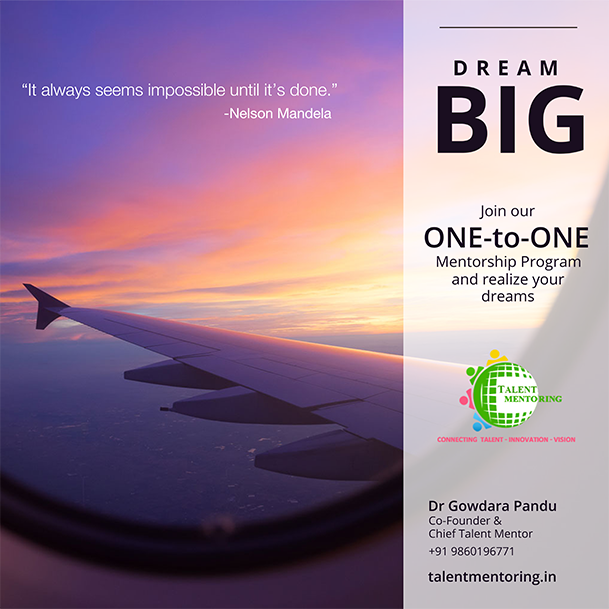 “It always seems impossible until it’s done.”
-Nelson Mandela
DREAM
BIG
Join our
ONE-to-ONE
Mentorship Program
and realize your
dreams
TALENT
MENTORING
CONNECTING TALENT - INNOVATION - VISION
Dr Gowdara Pandu
Co-Founder &
Chief Talent Mentor
+91 9860196771
talentmentoring.in